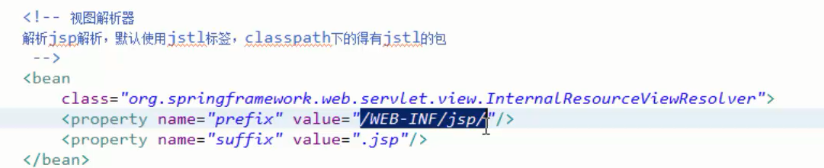 <!-- 视图解析器
解析jsp解析，默认使用jstl标签，classpath下的得有jstl的包
-->
<bean
class="org.springframework.web.servlet.view.InternalResourceViewResolver">
<property name="prefix" value="/WEB-INF/jsp/"/>
<property name="suffix" value=".jsp"/>
</bean>